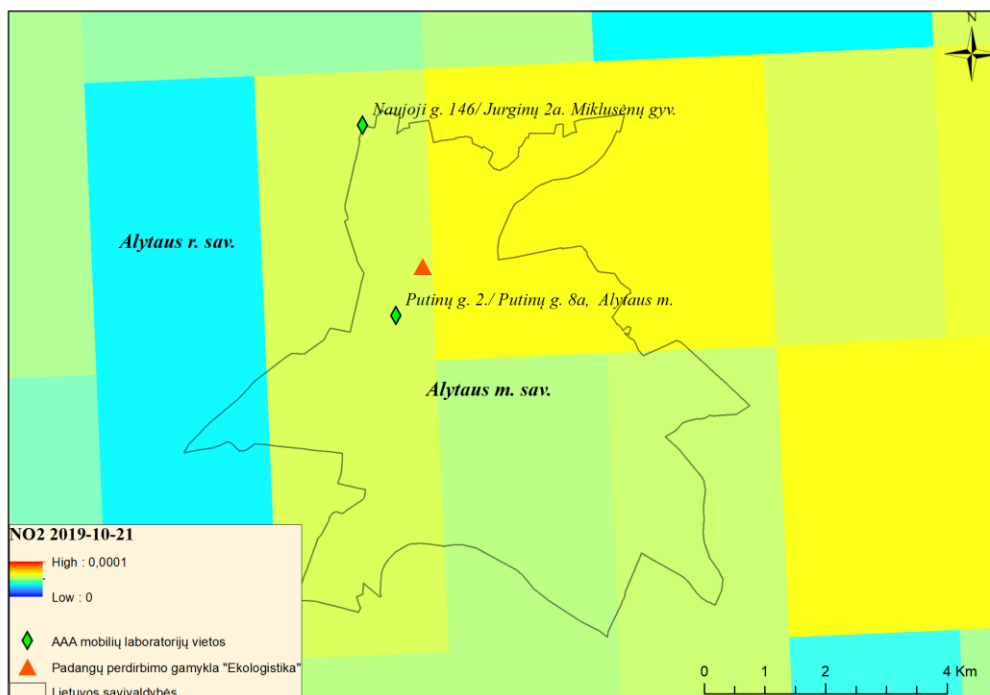 N
Naujoji g. 146/ Jurginų 2a. Miklusėnų gyv.
Alytaus r. sav.
Putinų g. 2./ Putinų g. 8a, Alytaus m.
Alytaus m. sav.
NO2 2019-10-21
High : 0,0001
Low : 0
AAA mobilių laboratorijų vietos
Padangų perdirbimo gamykla "Ekologistika"
Lietuvos savivaldybės
0 1 2 4 Km